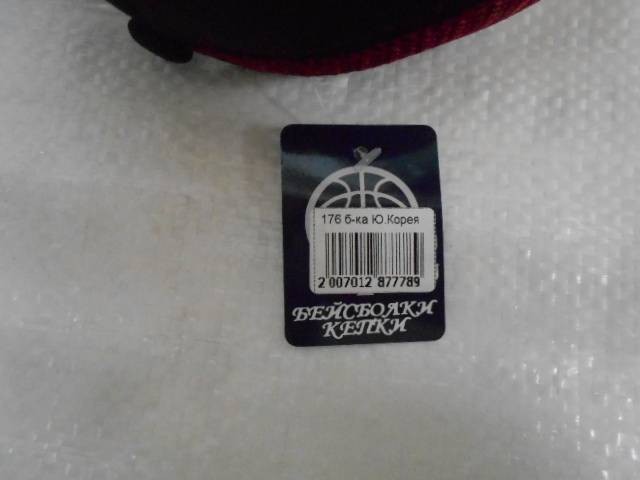 176 б-ка Ю.Корея
2 007012 877789
БЕЙСБОЛКИ
КЕПКИ